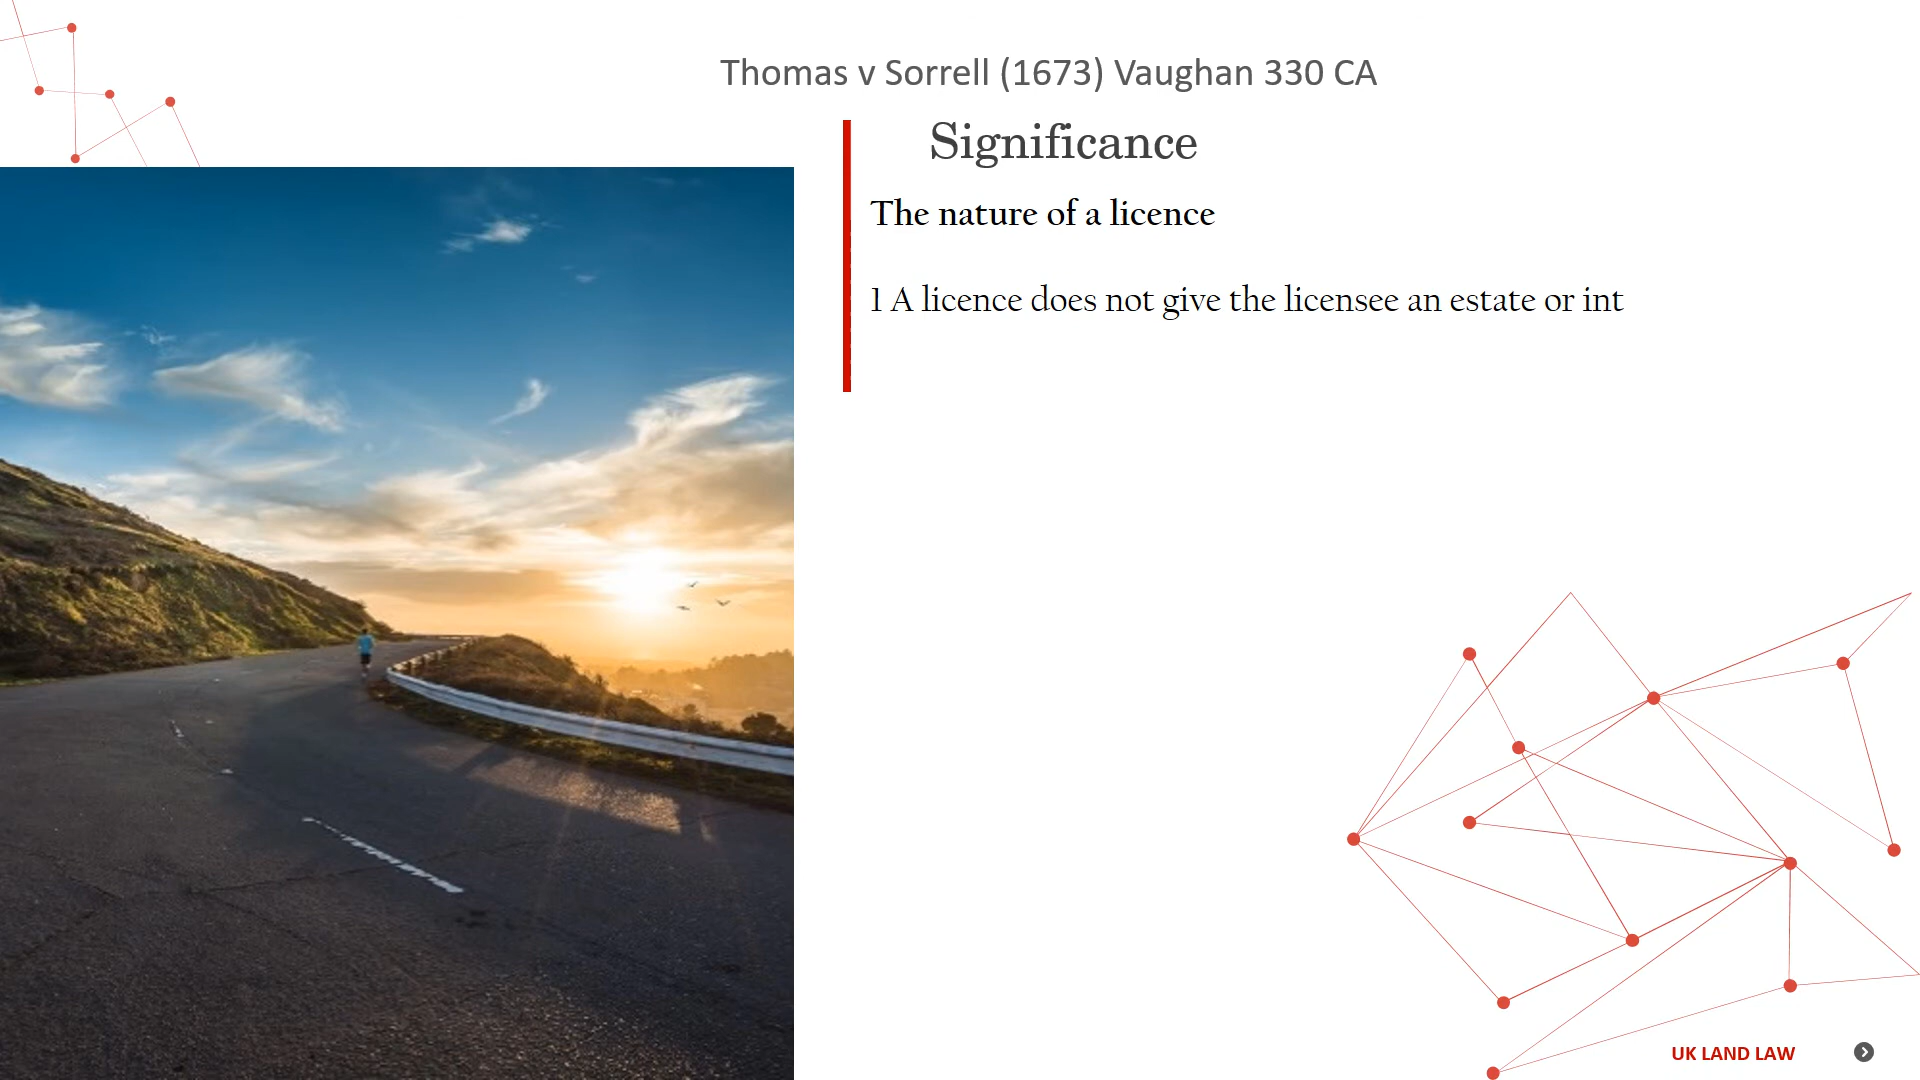 Thomas v Sorrell (1673) Vaughan 330 CA
Significance
The nature of a licence
1 A licence does not give the licensee an estate or int
UK LAND LAW